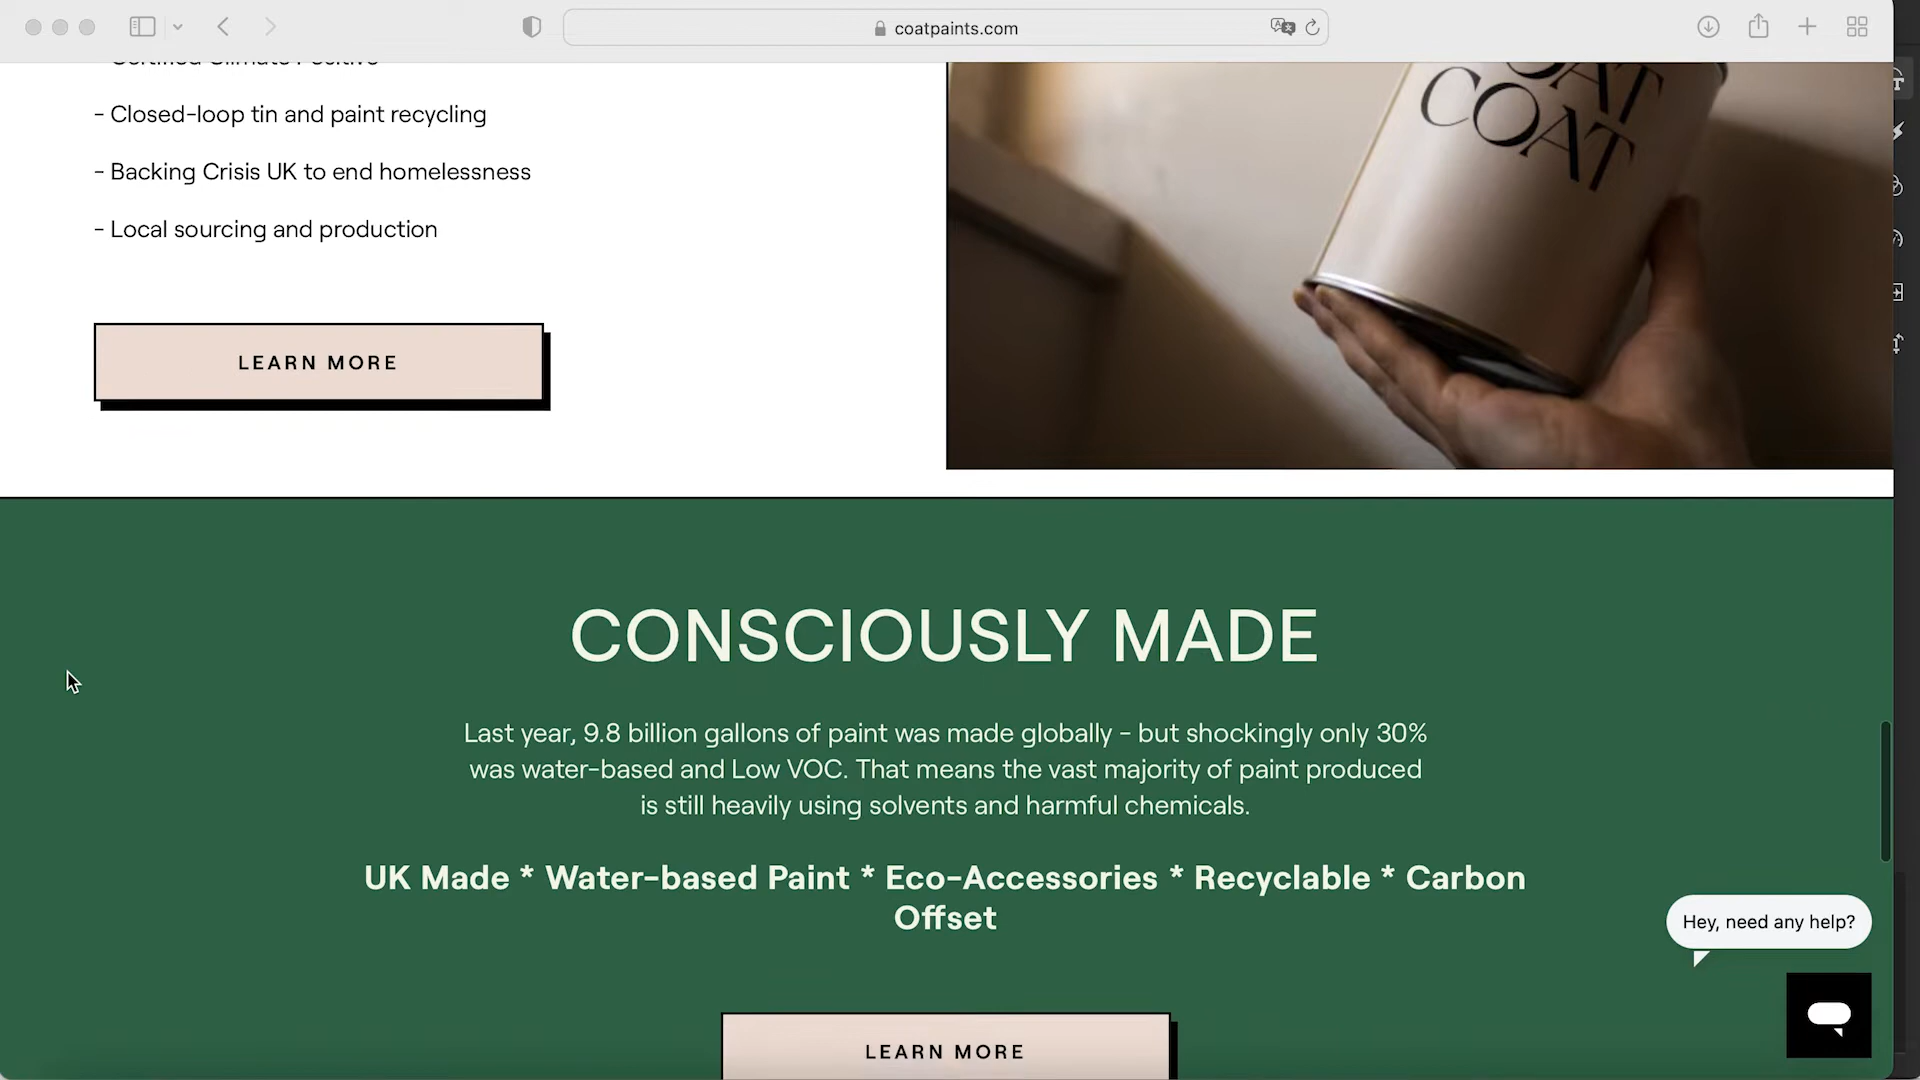 coatpaints.com
- Certified Climate Positive
- Closed-loop tin and paint recycling
- Backing Crisis UK to end homelessness
- Local sourcing and production
LEARN MORE
COAT
COAT
CONSCIOUSLY MADE
Last year, 9.8 billion gallons of paint was made globally - but shockingly only 30%
was water-based and Low VOC. That means the vast majority of paint produced
is still heavily using solvents and harmful chemicals.
UK Made * Water-based Paint * Eco-Accessories * Recyclable * Carbon
Offset
Hey, need any help?
LEARN MORE